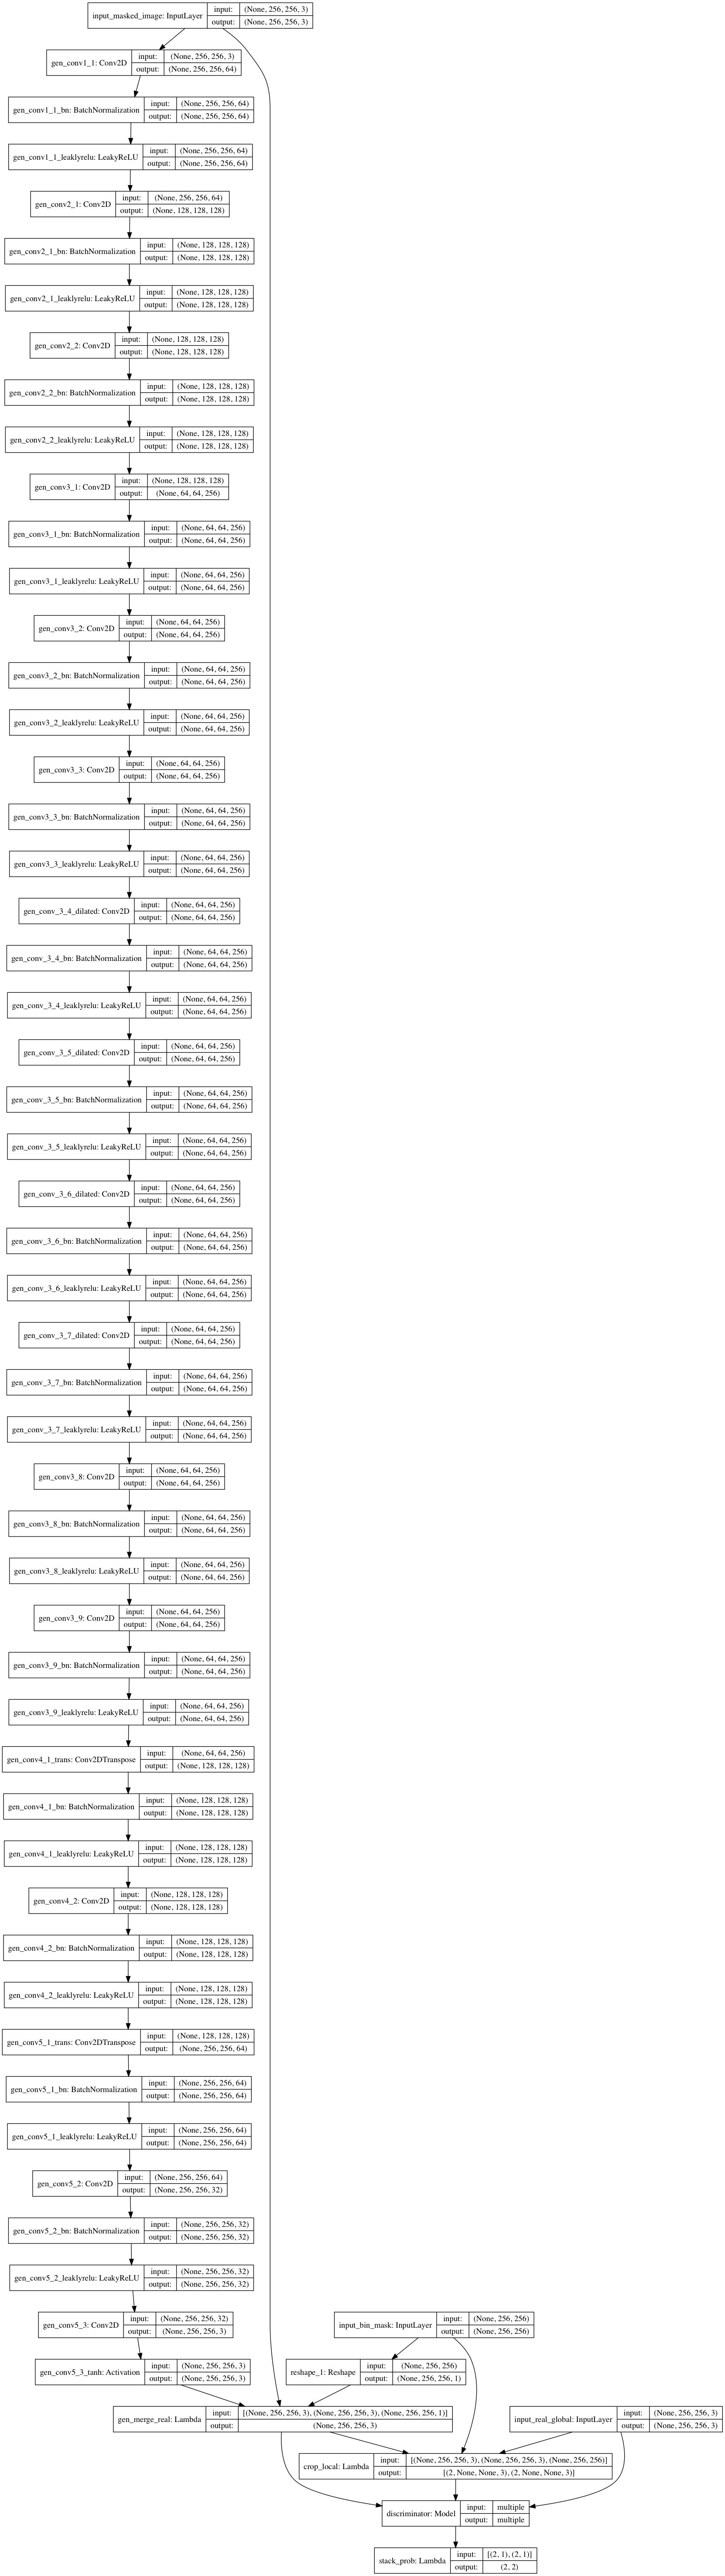 input_masked_image: InputLayer input: (None, 256, 256, 3)
output: (None, 256, 256, 3)
gen_conv1_1: Conv2D input: (None, 256, 256, 3)
output: (None, 256, 256, 64)
gen_conv1_1_bn: BatchNormalization input: (None, 256, 256, 64)
output: (None, 256, 256, 64)
gen_conv1_1_leaklyrelu: LeakyReLU input: (None, 256, 256, 64)
output: (None, 256, 256, 64)
gen_conv2_1: Conv2D input: (None, 256, 256, 64)
output: (None, 128, 128, 128)
gen_conv2_1_bn: BatchNormalization input: (None, 128, 128, 128)
output: (None, 128, 128, 128)
gen_conv2_1_leaklyrelu: LeakyReLU input: (None, 128, 128, 128)
output: (None, 128, 128, 128)
gen_conv2_2: Conv2D input: (None, 128, 128, 128)
output: (None, 128, 128, 128)
gen_conv2_2_bn: BatchNormalization input: (None, 128, 128, 128)
output: (None, 128, 128, 128)
gen_conv2_2_leaklyrelu: LeakyReLU input: (None, 128, 128, 128)
output: (None, 128, 128, 128)
gen_conv3_1: Conv2D input: (None, 128, 128, 128)
output: (None, 64, 64, 256)
gen_conv3_1_bn: BatchNormalization input: (None, 64, 64, 256)
output: (None, 64, 64, 256)
gen_conv3_1_leaklyrelu: LeakyReLU input: (None, 64, 64, 256)
output: (None, 64, 64, 256)
gen_conv3_2: Conv2D input: (None, 64, 64, 256)
output: (None, 64, 64, 256)
gen_conv3_2_bn: BatchNormalization input: (None, 64, 64, 256)
output: (None, 64, 64, 256)
gen_conv3_2_leaklyrelu: LeakyReLU input: (None, 64, 64, 256)
output: (None, 64, 64, 256)
gen_conv3_3: Conv2D input: (None, 64, 64, 256)
output: (None, 64, 64, 256)
gen_conv3_3_bn: BatchNormalization input: (None, 64, 64, 256)
output: (None, 64, 64, 256)
gen_conv3_3_leaklyrelu: LeakyReLU input: (None, 64, 64, 256)
output: (None, 64, 64, 256)
gen_conv_3_4_dilated: Conv2D input: (None, 64, 64, 256)
output: (None, 64, 64, 256)
gen_conv_3_4_bn: BatchNormalization input: (None, 64, 64, 256)
output: (None, 64, 64, 256)
gen_conv_3_4_leaklyrelu: LeakyReLU input: (None, 64, 64, 256)
output: (None, 64, 64, 256)
gen_conv_3_5_dilated: Conv2D input: (None, 64, 64, 256)
output: (None, 64, 64, 256)
gen_conv_3_5_bn: BatchNormalization input: (None, 64, 64, 256)
output: (None, 64, 64, 256)
gen_conv_3_5_leaklyrelu: LeakyReLU input: (None, 64, 64, 256)
output: (None, 64, 64, 256)
gen_conv_3_6_dilated: Conv2D input: (None, 64, 64, 256)
output: (None, 64, 64, 256)
gen_conv_3_6_bn: BatchNormalization input: (None, 64, 64, 256)
output: (None, 64, 64, 256)
gen_conv_3_6_leaklyrelu: LeakyReLU input: (None, 64, 64, 256)
output: (None, 64, 64, 256)
gen_conv_3_7_dilated: Conv2D input: (None, 64, 64, 256)
output: (None, 64, 64, 256)
gen_conv_3_7_bn: BatchNormalization input: (None, 64, 64, 256)
output: (None, 64, 64, 256)
gen_conv_3_7_leaklyrelu: LeakyReLU input: (None, 64, 64, 256)
output: (None, 64, 64, 256)
gen_conv3_8: Conv2D input: (None, 64, 64, 256)
output: (None, 64, 64, 256)
gen_conv3_8_bn: BatchNormalization input: (None, 64, 64, 256)
output: (None, 64, 64, 256)
gen_conv3_8_leaklyrelu: LeakyReLU input: (None, 64, 64, 256)
output: (None, 64, 64, 256)
gen_conv3_9: Conv2D input: (None, 64, 64, 256)
output: (None, 64, 64, 256)
gen_conv3_9_bn: BatchNormalization input: (None, 64, 64, 256)
output: (None, 64, 64, 256)
gen_conv3_9_leaklyrelu: LeakyReLU input: (None, 64, 64, 256)
output: (None, 64, 64, 256)
gen_conv4_1_trans: Conv2DTranspose input: (None, 64, 64, 256)
output: (None, 128, 128, 128)
gen_conv4_1_bn: BatchNormalization input: (None, 128, 128, 128)
output: (None, 128, 128, 128)
gen_conv4_1_leaklyrelu: LeakyReLU input: (None, 128, 128, 128)
output: (None, 128, 128, 128)
gen_conv4_2: Conv2D input: (None, 128, 128, 128)
output: (None, 128, 128, 128)
gen_conv4_2_bn: BatchNormalization input: (None, 128, 128, 128)
output: (None, 128, 128, 128)
gen_conv4_2_leaklyrelu: LeakyReLU input: (None, 128, 128, 128)
output: (None, 128, 128, 128)
gen_conv5_1_trans: Conv2DTranspose input: (None, 128, 128, 128)
output: (None, 256, 256, 64)
gen_conv5_1_bn: BatchNormalization input: (None, 256, 256, 64)
output: (None, 256, 256, 64)
gen_conv5_1_leaklyrelu: LeakyReLU input: (None, 256, 256, 64)
output: (None, 256, 256, 64)
gen_conv5_2: Conv2D input: (None, 256, 256, 64)
output: (None, 256, 256, 32)
gen_conv5_2_bn: BatchNormalization input: (None, 256, 256, 32)
output: (None, 256, 256, 32)
gen_conv5_2_leaklyrelu: LeakyReLU input: (None, 256, 256, 32)
output: (None, 256, 256, 32)
gen_conv5_3: Conv2D input: (None, 256, 256, 32)
output: (None, 256, 256, 3)
input_bin_mask: InputLayer input: (None, 256, 256)
output: (None, 256, 256)
gen_conv5_3_tanh: Activation input: (None, 256, 256, 3)
output: (None, 256, 256, 3)
reshape_1: Reshape input: (None, 256, 256)
output: (None, 256, 256, 1)
gen_merge_real: Lambda input: [(None, 256, 256, 3), (None, 256, 256, 3), (None, 256, 256, 1)]
output: (None, 256, 256, 3)
input_real_global: InputLayer input: (None, 256, 256, 3)
output: (None, 256, 256, 3)
crop_local: Lambda input: [(None, 256, 256, 3), (None, 256, 256, 3), (None, 256, 256)]
output: [(2, None, None, 3), (2, None, None, 3)]
discriminator: Model input: multiple
output: multiple
stack_prob: Lambda input: [(2, 1), (2, 1)]
output: (2, 2)